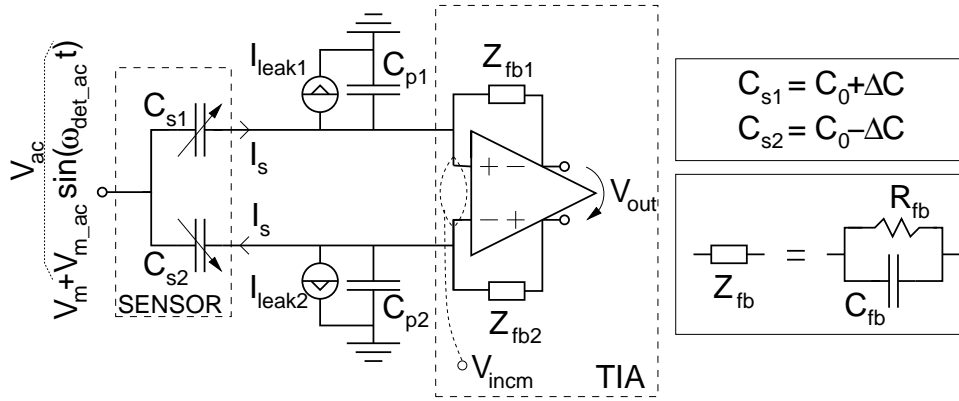 V_ac
V_m+V_m_ac sin(ω_det_ac t)
C_s1
I_s
I_s
C_s2
SENSOR
I_leak1
C_p1
I_leak2
C_p2
Z_fb1
+ −
− +
Z_fb2
V_incm
TIA
V_out
C_s1 = C_0+ΔC
C_s2 = C_0−ΔC
Z_fb
=
R_fb
C_fb